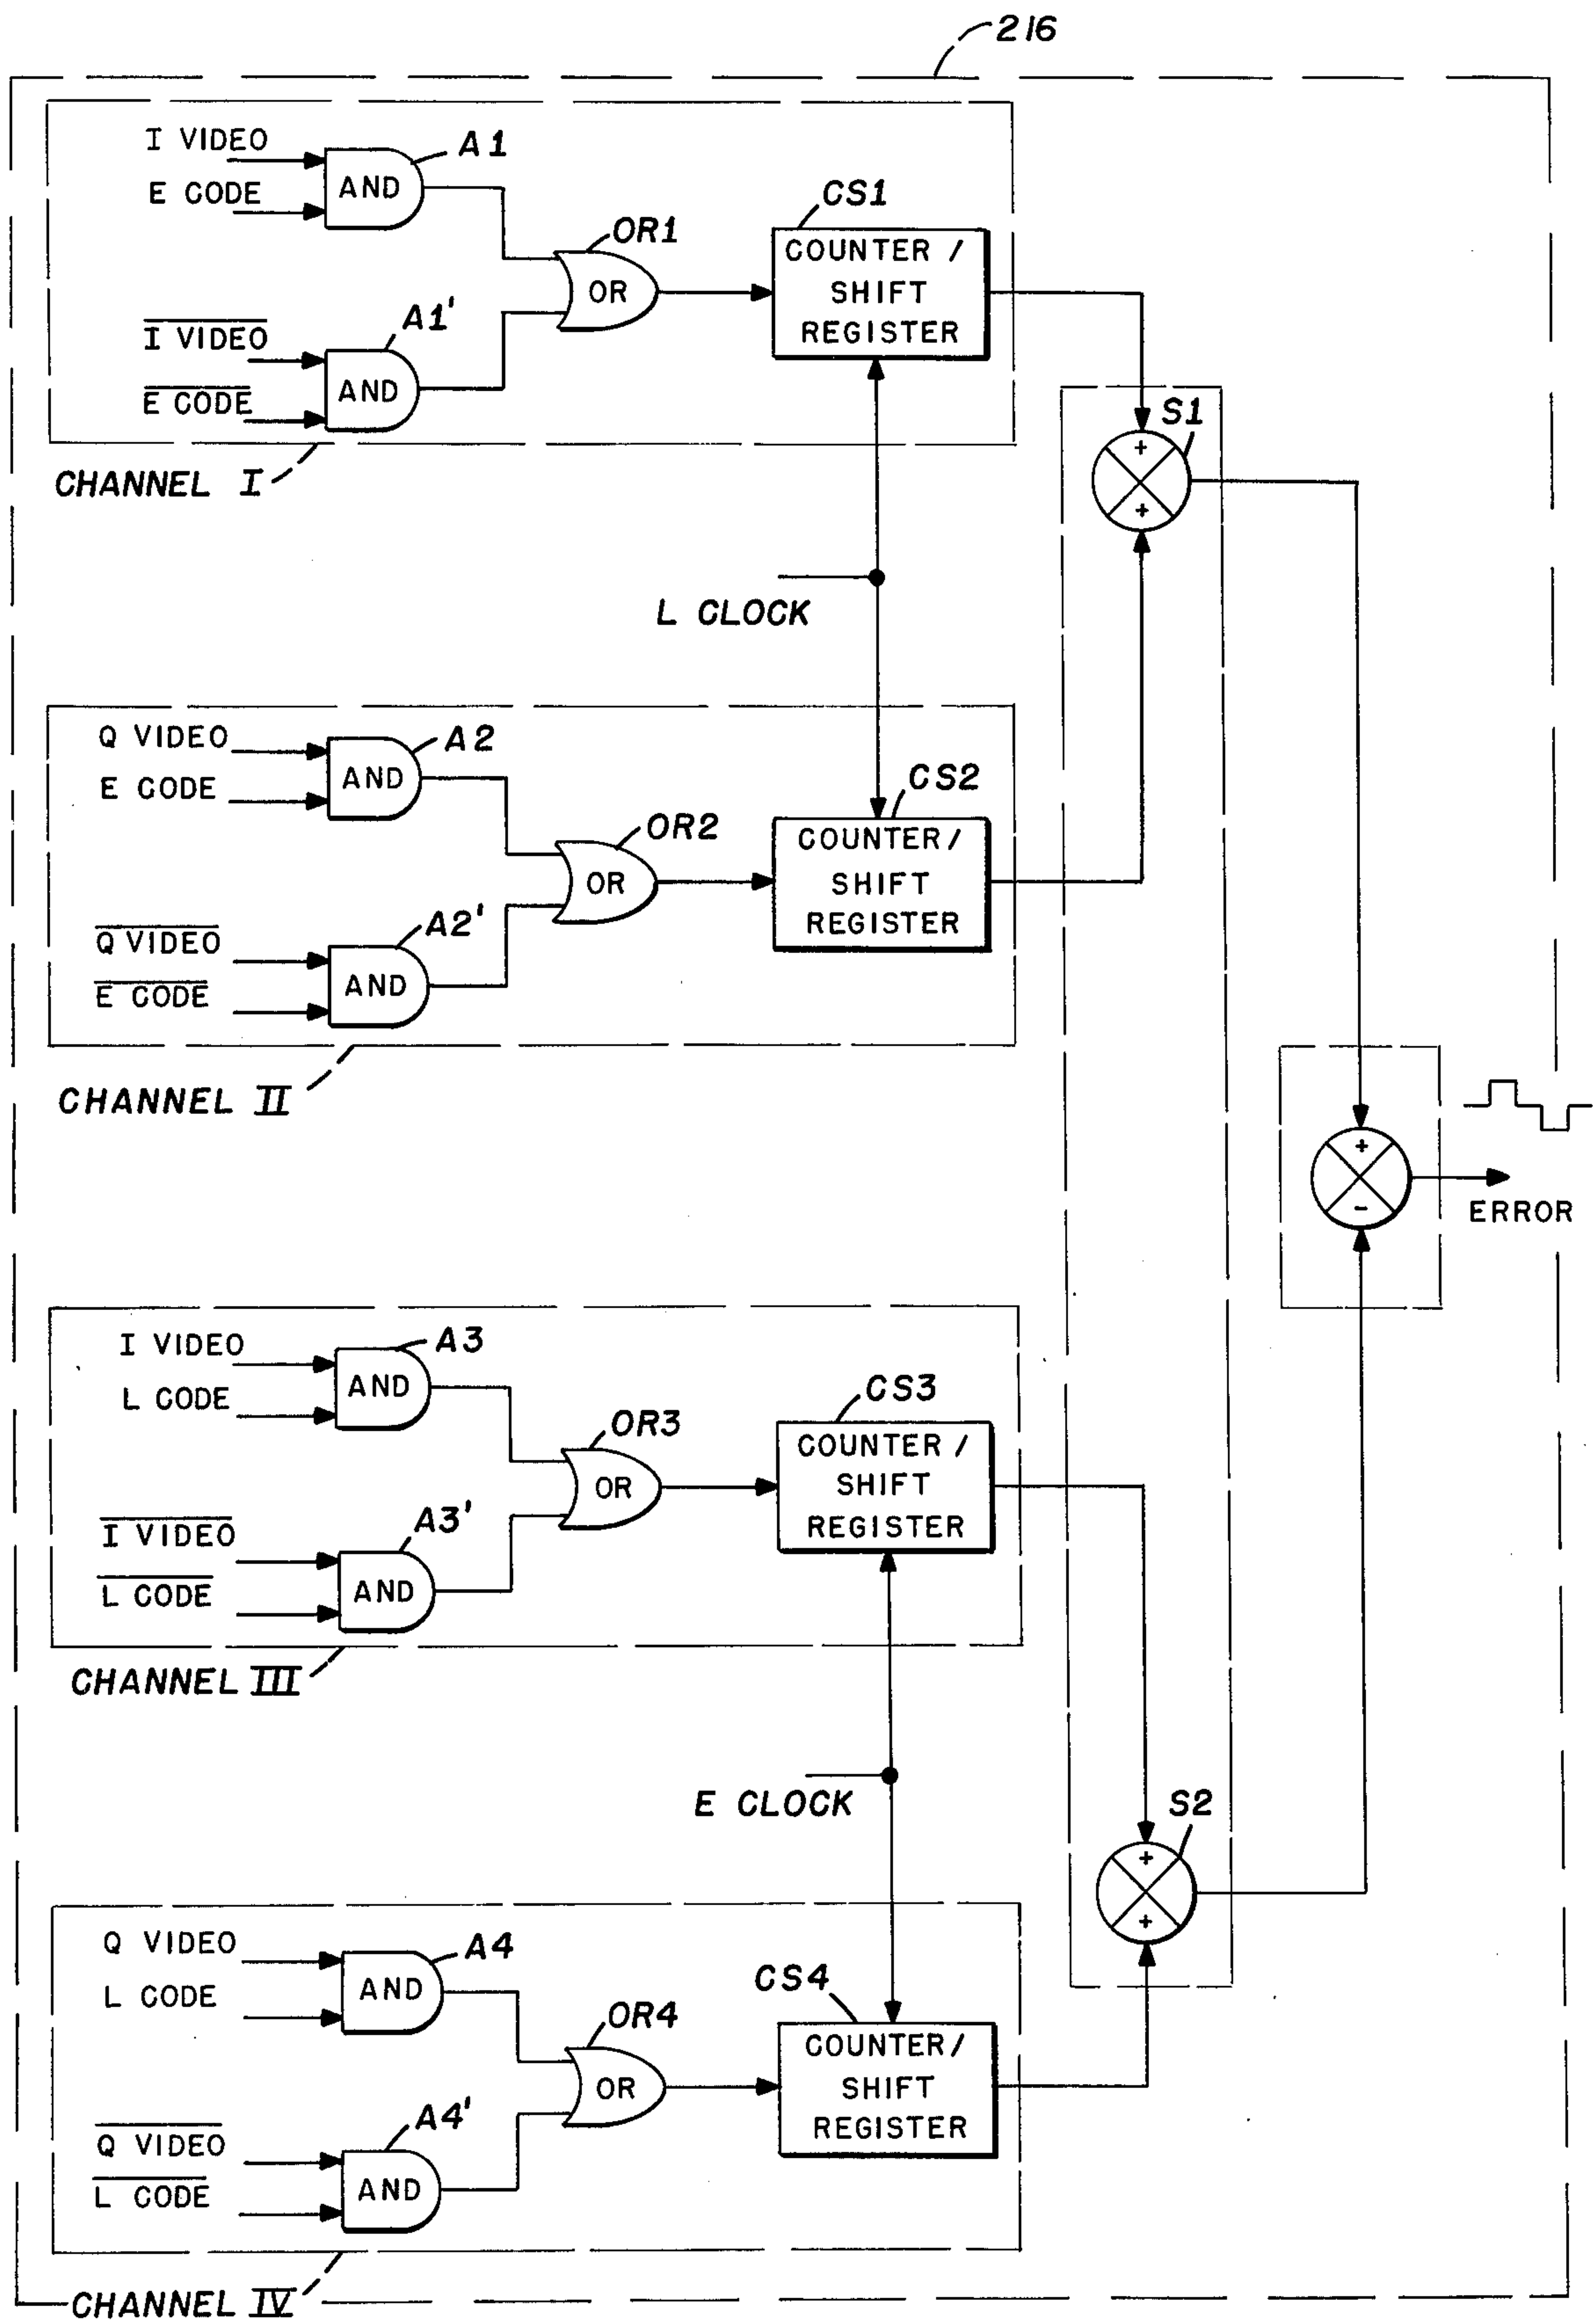 216
I VIDEO
E CODE
AND
A1
I VIDEO
E CODE
AND
A1'
OR1
OR
CS1
COUNTER /
SHIFT
REGISTER
CHANNEL I
S1
+
+
L CLOCK
Q VIDEO
E CODE
AND
A2
Q VIDEO
E CODE
AND
A2'
OR2
OR
CS2
COUNTER /
SHIFT
REGISTER
CHANNEL II
+
-
ERROR
I VIDEO
L CODE
AND
A3
I VIDEO
L CODE
AND
A3'
OR3
OR
CS3
COUNTER /
SHIFT
REGISTER
CHANNEL III
E CLOCK
S2
+
+
Q VIDEO
L CODE
AND
A4
Q VIDEO
L CODE
AND
A4'
OR4
OR
CS4
COUNTER /
SHIFT
REGISTER
CHANNEL IV